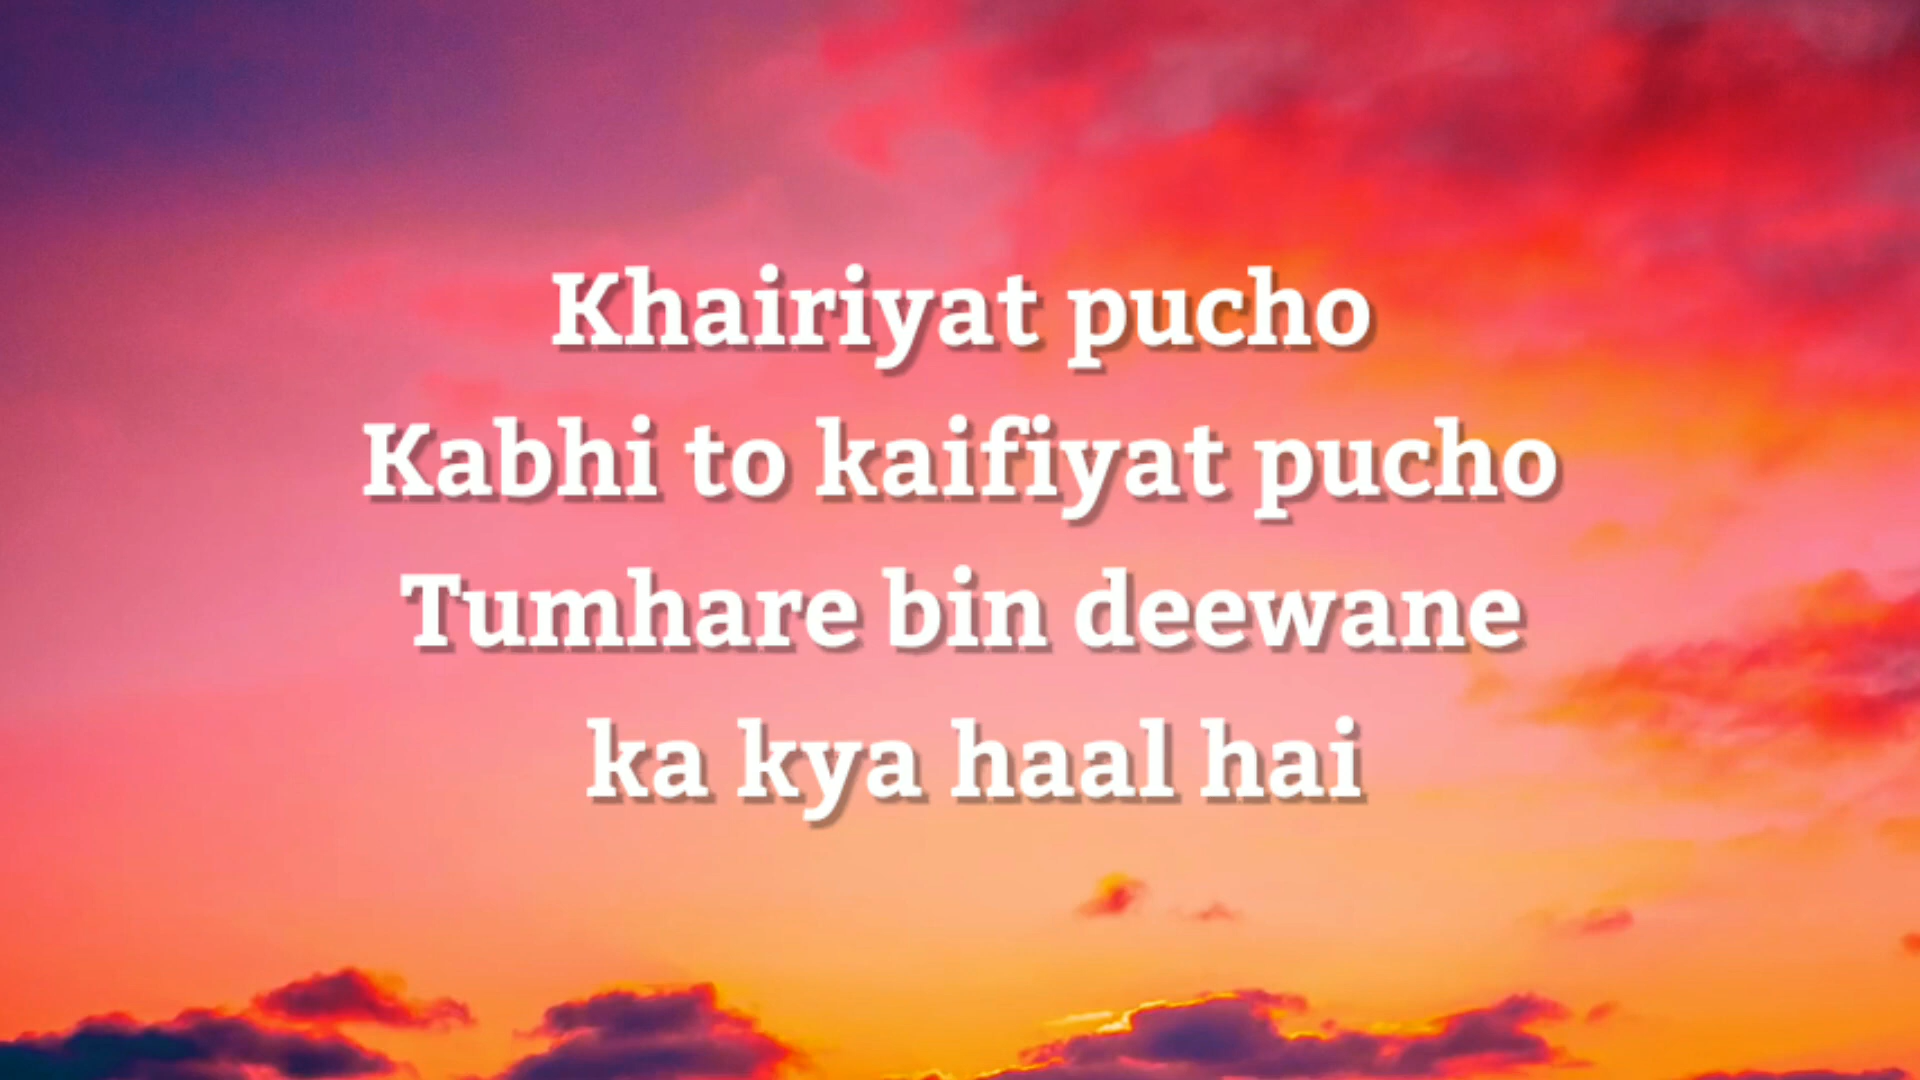 Khairiyat pucho
Kabhi to kaifiyat pucho
Tumhare bin deewane
ka kya haal hai